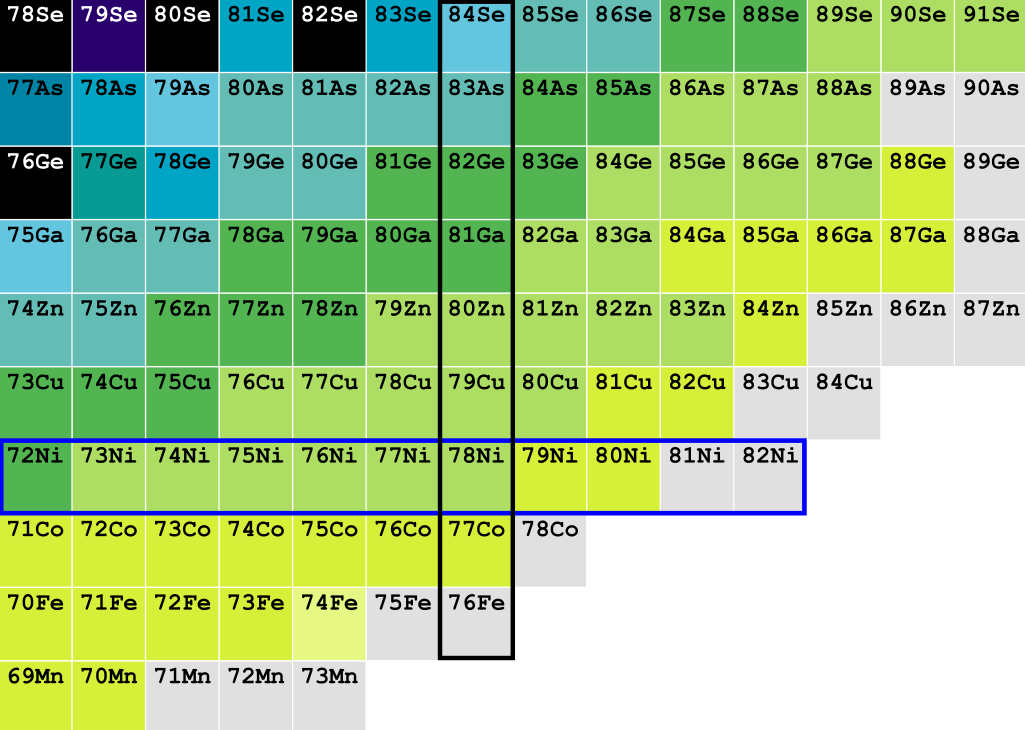 78Se 79Se 80Se 81Se 82Se 83Se 84Se 85Se 86Se 87Se 88Se 89Se 90Se 91Se
77As 78As 79As 80As 81As 82As 83As 84As 85As 86As 87As 88As 89As 90As
76Ge 77Ge 78Ge 79Ge 80Ge 81Ge 82Ge 83Ge 84Ge 85Ge 86Ge 87Ge 88Ge 89Ge
75Ga 76Ga 77Ga 78Ga 79Ga 80Ga 81Ga 82Ga 83Ga 84Ga 85Ga 86Ga 87Ga 88Ga
74Zn 75Zn 76Zn 77Zn 78Zn 79Zn 80Zn 81Zn 82Zn 83Zn 84Zn 85Zn 86Zn 87Zn
73Cu 74Cu 75Cu 76Cu 77Cu 78Cu 79Cu 80Cu 81Cu 82Cu 83Cu 84Cu
72Ni 73Ni 74Ni 75Ni 76Ni 77Ni 78Ni 79Ni 80Ni 81Ni 82Ni
71Co 72Co 73Co 74Co 75Co 76Co 77Co 78Co
70Fe 71Fe 72Fe 73Fe 74Fe 75Fe 76Fe
69Mn 70Mn 71Mn 72Mn 73Mn